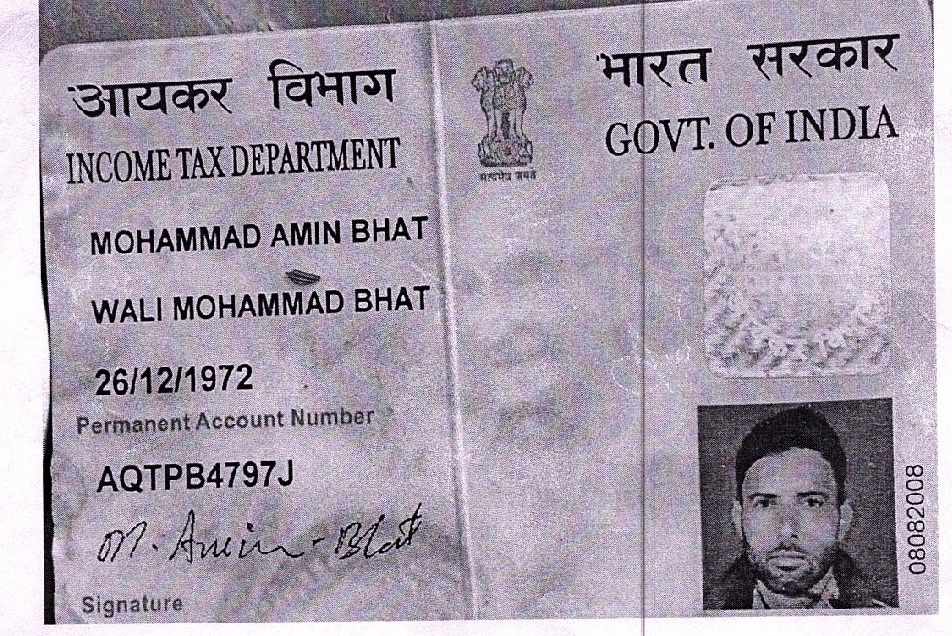 आयकर विभाग
INCOME TAX DEPARTMENT
भारत सरकार
GOVT. OF INDIA
सत्यमेव जयते
MOHAMMAD AMIN BHAT
WALI MOHAMMAD BHAT
26/12/1972
Permanent Account Number
AQTPB4797J
M. Amin - Bhat
Signature
08082008